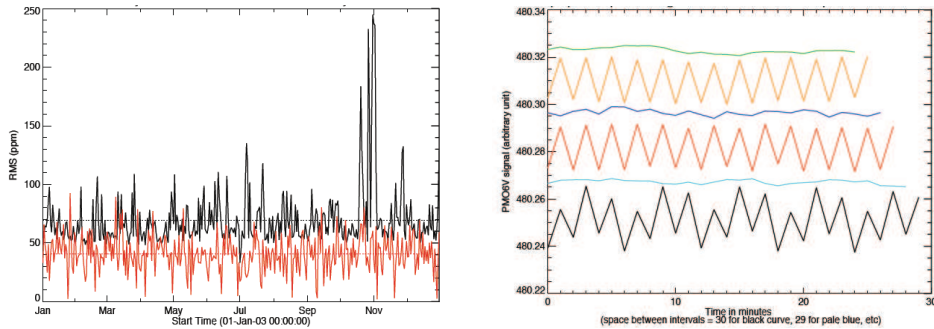 250
200
150
100
50
0
RMS (ppm)
Jan Mar May Jul Sep Nov Jan
Start Time (01-Jan-03 00:00:00)
480.34
480.32
480.30
480.28
480.26
480.24
480.22
PMO6V signal (arbitrary unit)
0 10 20 30
Time in minutes
(space between intervals = 30 for black curve, 29 for pale blue, etc)